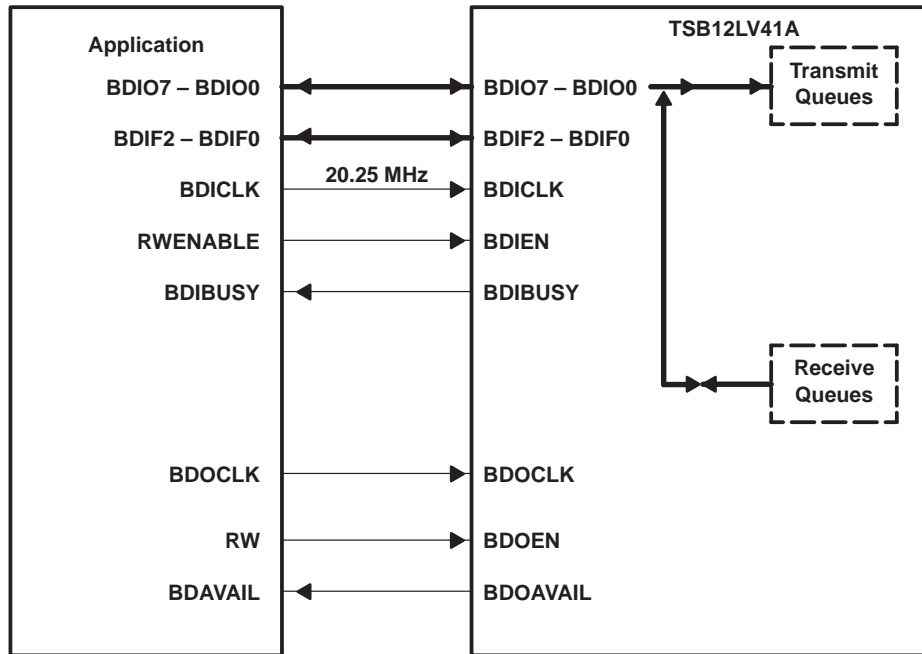 TSB12LV41A
Application
Transmit
Queues
BDIO7 – BDIO0
BDIO7 – BDIO0
BDIF2 – BDIF0
BDIF2 – BDIF0
20.25 MHz
BDICLK
BDICLK
RWENABLE
BDIEN
BDIBUSY
BDIBUSY
Receive
Queues
BDOCLK
BDOCLK
RW
BDOEN
BDAVAIL
BDOAVAIL